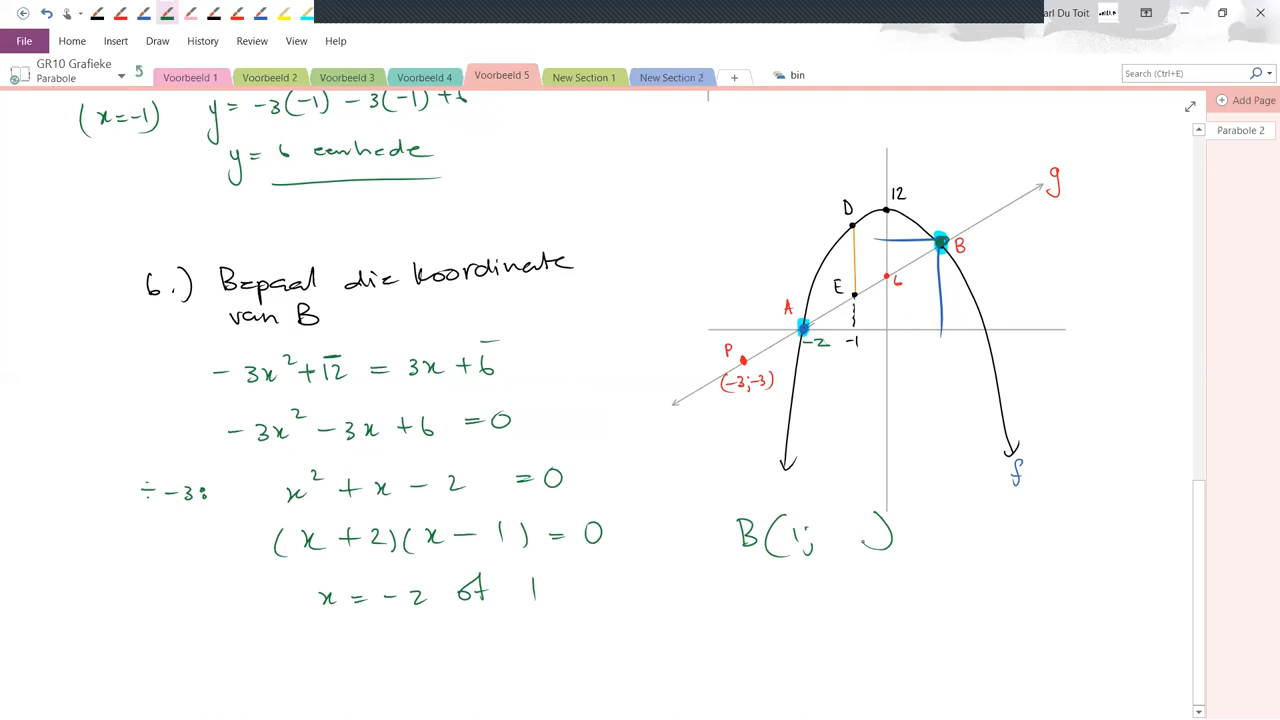 arl Du Toit
File Home Insert Draw History Review View Help
GR10 Grafieke
Parabole
Voorbeeld 1 Voorbeeld 2 Voorbeeld 3 Voorbeeld 4 Voorbeeld 5 New Section 1 New Section 2 + bin
Search (Ctrl+E)
Add Page
Parabole 2
(x=-1) y = -3(-1) - 3(-1) + 6
y = 6 eenhede
6.) Bepaal die koordinate
van B
-3x² + 12 = 3x + 6
-3x² - 3x + 6 = 0
÷ -3: x² + x - 2 = 0
(x + 2)(x - 1) = 0
x = -2 of 1
g
12
D
B
6
E
A
-2
-1
P
(-3;-3)
f
B(1; )